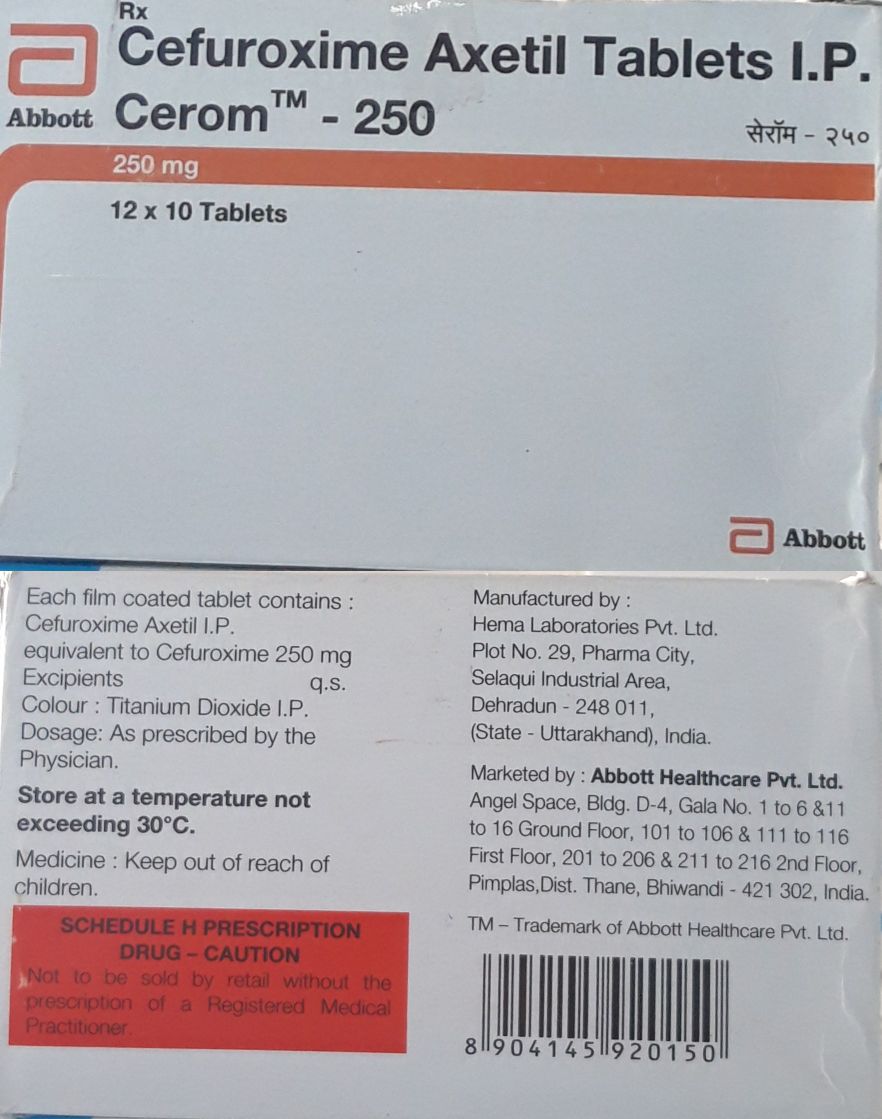 Rx
Cefuroxime Axetil Tablets I.P.
Abbott
Cerom™ - 250
सेरॉम - २५०
250 mg
12 x 10 Tablets
Abbott
Each film coated tablet contains :
Cefuroxime Axetil I.P.
equivalent to Cefuroxime 250 mg
Excipients q.s.
Colour : Titanium Dioxide I.P.
Dosage: As prescribed by the
Physician.
Store at a temperature not
exceeding 30°C.
Medicine : Keep out of reach of
children.
SCHEDULE H PRESCRIPTION
DRUG – CAUTION
Not to be sold by retail without the
prescription of a Registered Medical
Practitioner.
Manufactured by :
Hema Laboratories Pvt. Ltd.
Plot No. 29, Pharma City,
Selaqui Industrial Area,
Dehradun - 248 011,
(State - Uttarakhand), India.
Marketed by : Abbott Healthcare Pvt. Ltd.
Angel Space, Bldg. D-4, Gala No. 1 to 6 &11
to 16 Ground Floor, 101 to 106 & 111 to 116
First Floor, 201 to 206 & 211 to 216 2nd Floor,
Pimplas,Dist. Thane, Bhiwandi - 421 302, India.
TM – Trademark of Abbott Healthcare Pvt. Ltd.
8 904145 920150